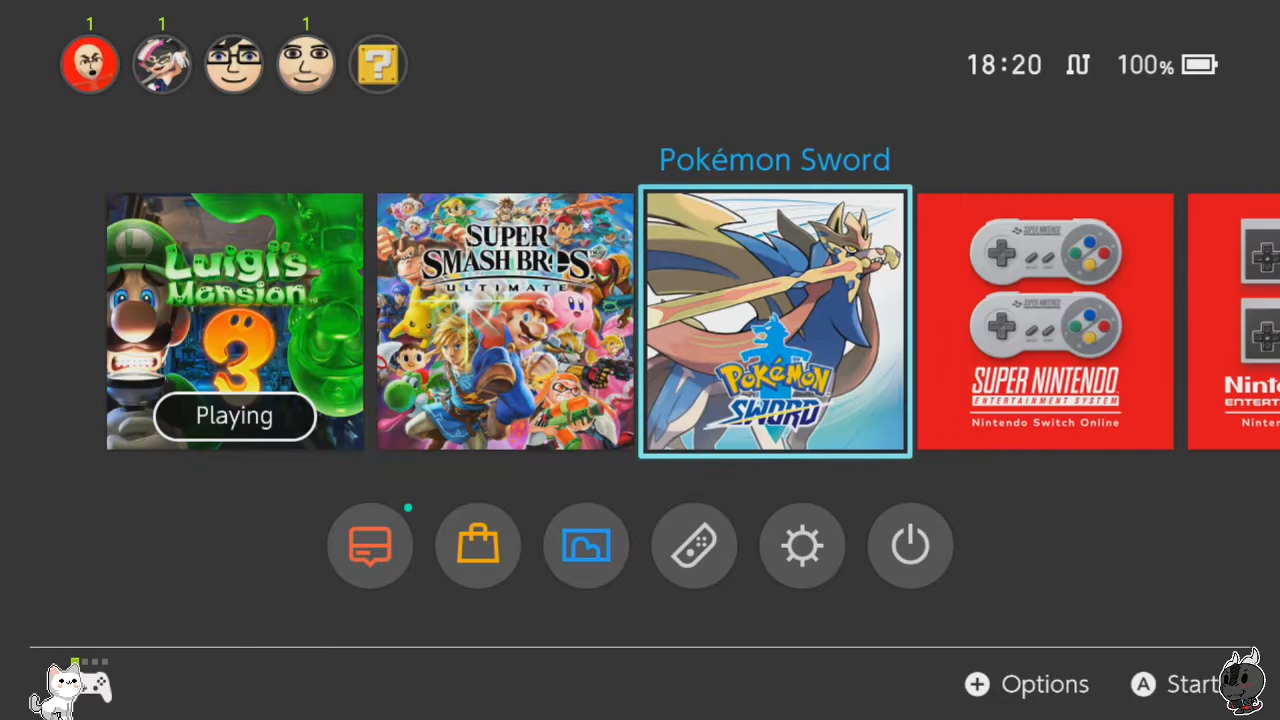 1 1 1
18:20 100%
Pokémon Sword
LUIGI'S MANSION 3
Playing
SUPER SMASH BROS. ULTIMATE
POKÉMON SWORD
SUPER NINTENDO
ENTERTAINMENT SYSTEM
Nintendo Switch Online
Options